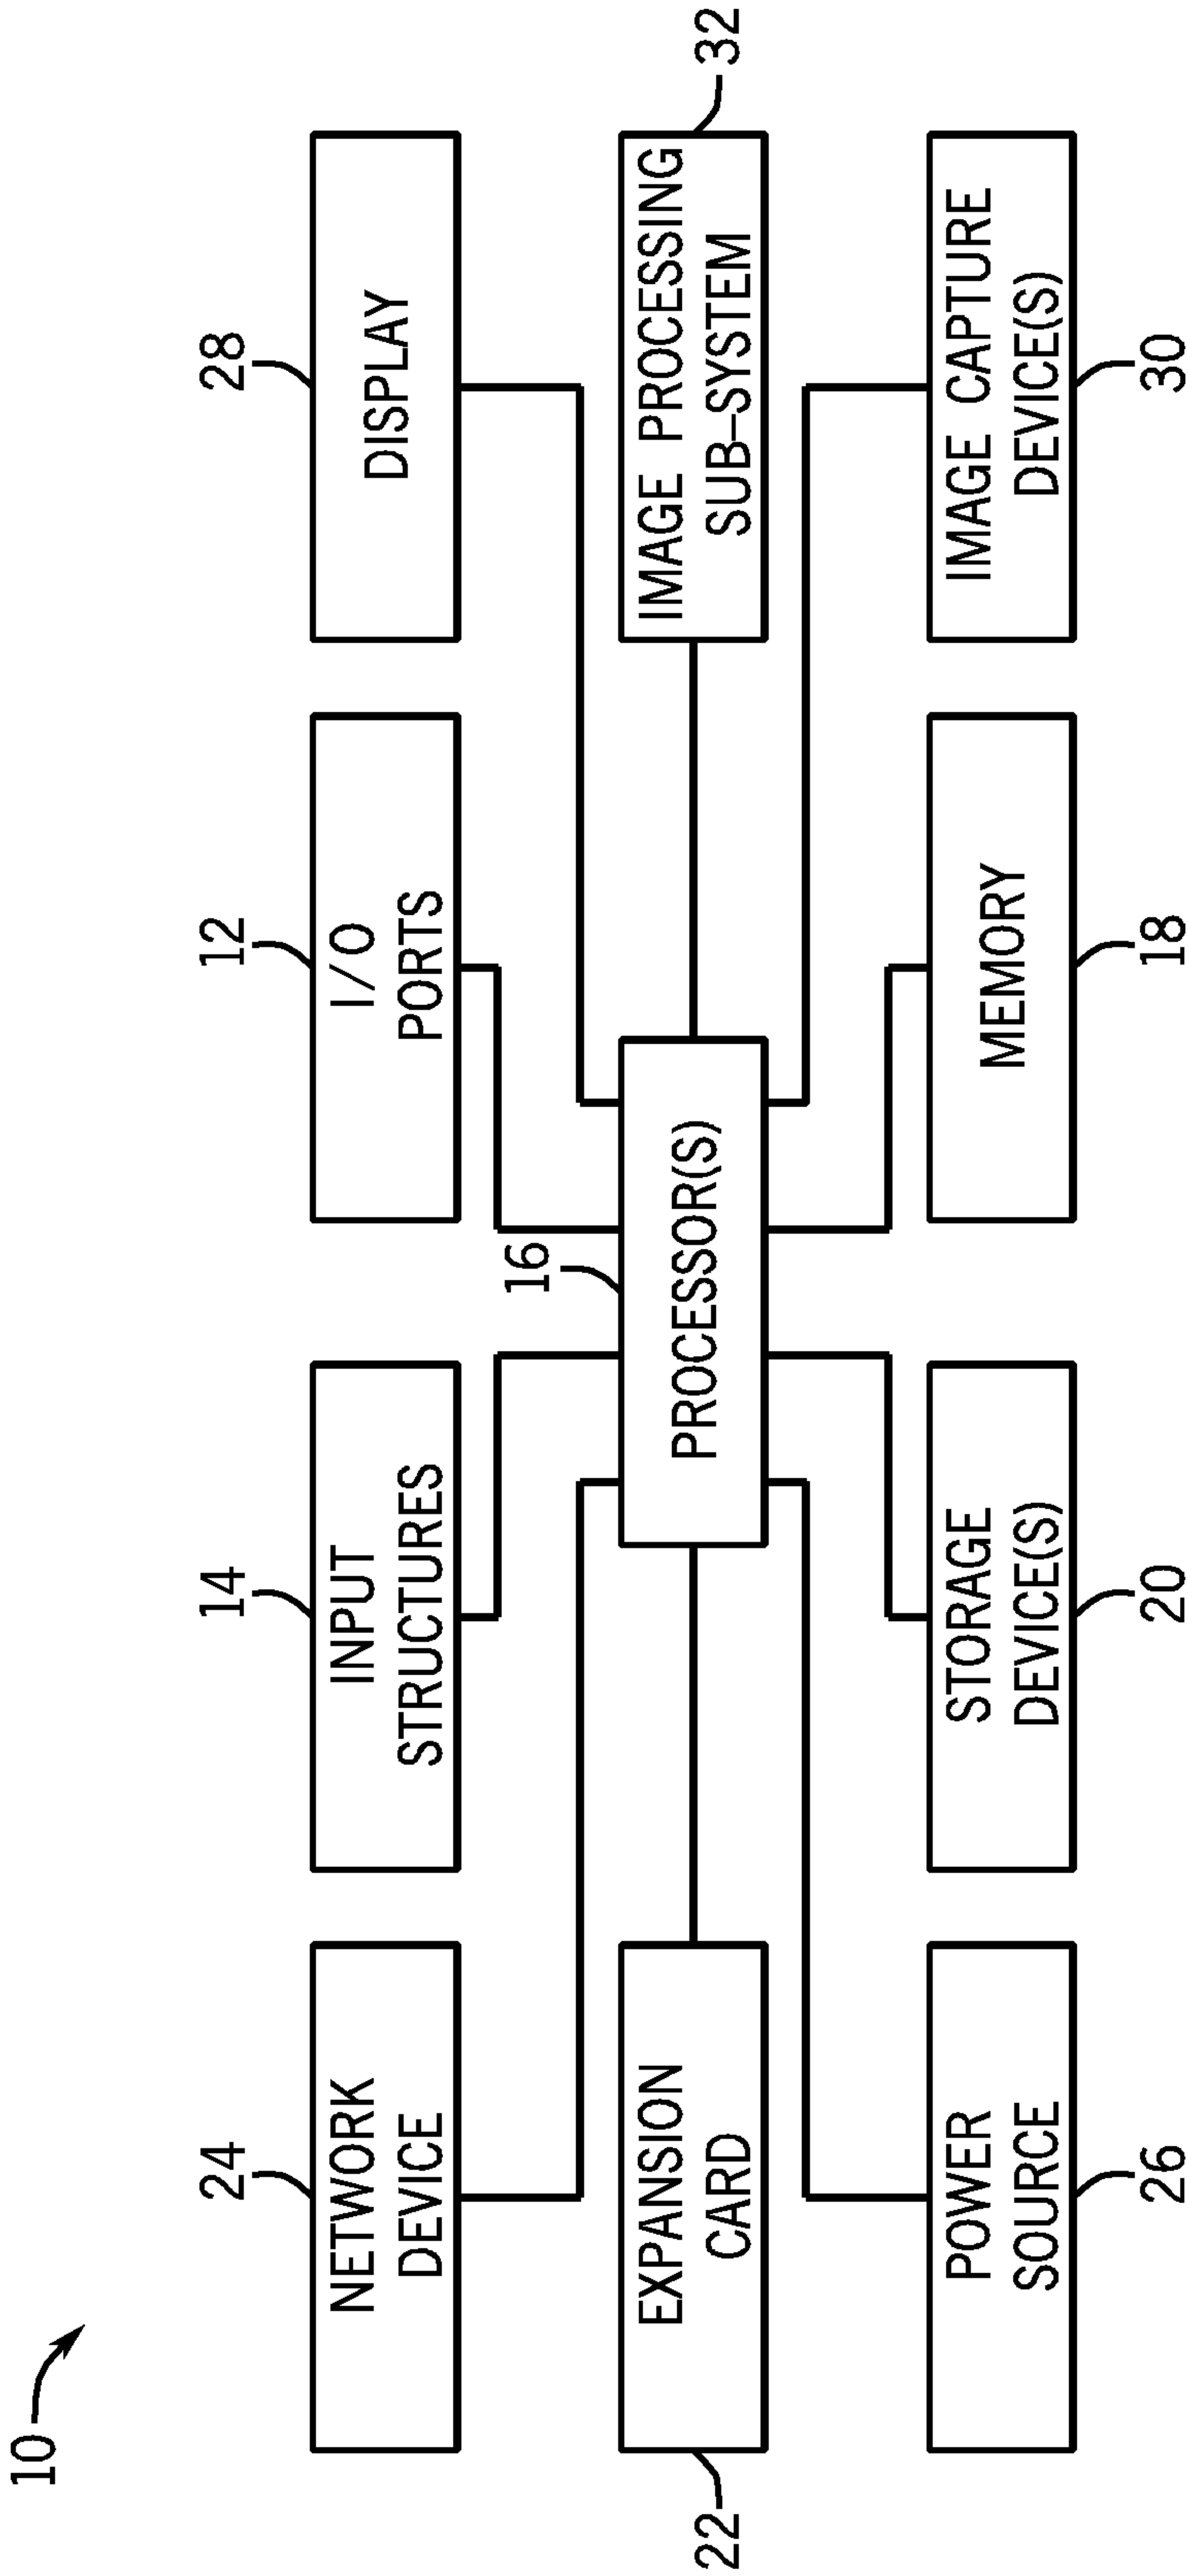 10
24
14
12
28
NETWORK
DEVICE
INPUT
STRUCTURES
I/O
PORTS
DISPLAY
16
EXPANSION
CARD
PROCESSOR(S)
IMAGE PROCESSING
SUB-SYSTEM
22
32
POWER
SOURCE
STORAGE
DEVICE(S)
MEMORY
IMAGE CAPTURE
DEVICE(S)
26
20
18
30